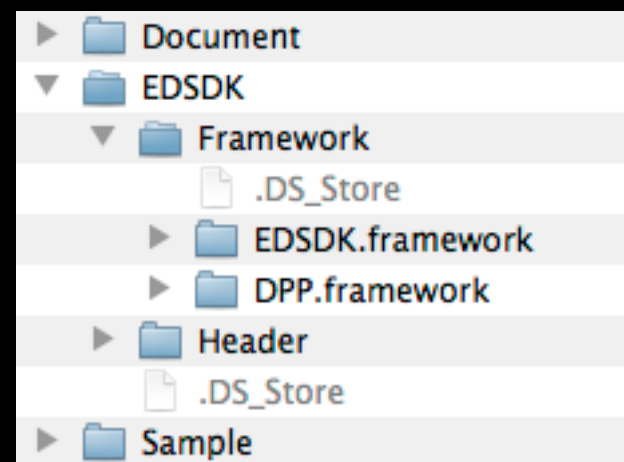 Document
EDSDK
Framework
.DS_Store
EDSDK.framework
DPP.framework
Header
.DS_Store
Sample